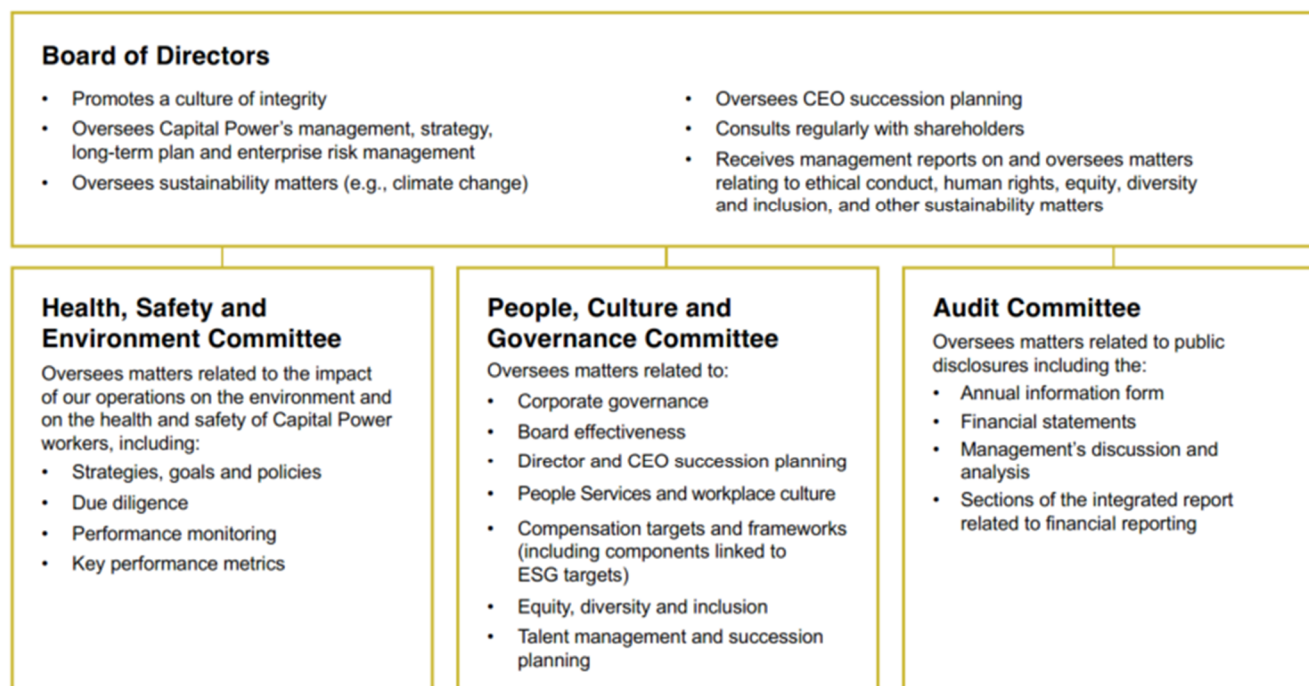 Board of Directors
• Promotes a culture of integrity
• Oversees Capital Power's management, strategy,
long-term plan and enterprise risk management
• Oversees sustainability matters (e.g., climate change)
• Oversees CEO succession planning
• Consults regularly with shareholders
• Receives management reports on and oversees matters
relating to ethical conduct, human rights, equity, diversity
and inclusion, and other sustainability matters
Health, Safety and
Environment Committee
Oversees matters related to the impact
of our operations on the environment and
on the health and safety of Capital Power
workers, including:
• Strategies, goals and policies
• Due diligence
• Performance monitoring
• Key performance metrics
People, Culture and
Governance Committee
Oversees matters related to:
• Corporate governance
• Board effectiveness
• Director and CEO succession planning
• People Services and workplace culture
• Compensation targets and frameworks
(including components linked to
ESG targets)
• Equity, diversity and inclusion
• Talent management and succession
planning
Audit Committee
Oversees matters related to public
disclosures including the:
• Annual information form
• Financial statements
• Management's discussion and
analysis
• Sections of the integrated report
related to financial reporting